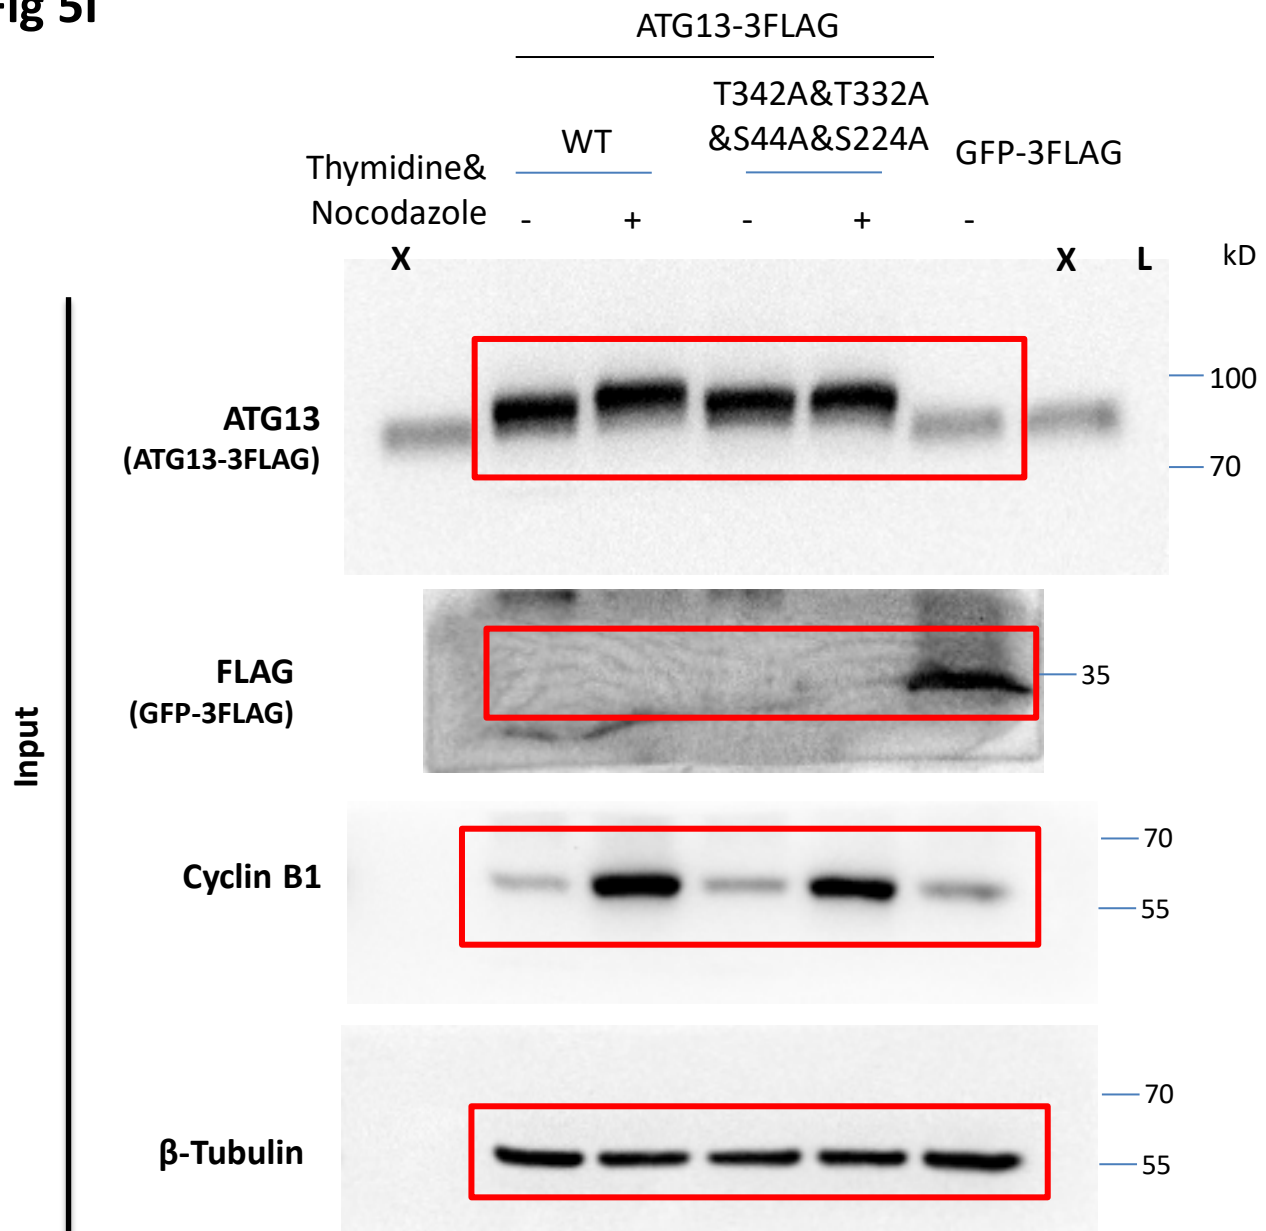 Fig 5I
ATG13-3FLAG
T342A&T332A
&S44A&S224A
WT
GFP-3FLAG
Thymidine&
Nocodazole - + - + -
X X L kD
100
ATG13
(ATG13-3FLAG)
70
FLAG
(GFP-3FLAG)
35
Input
70
Cyclin B1
55
70
β-Tubulin
55